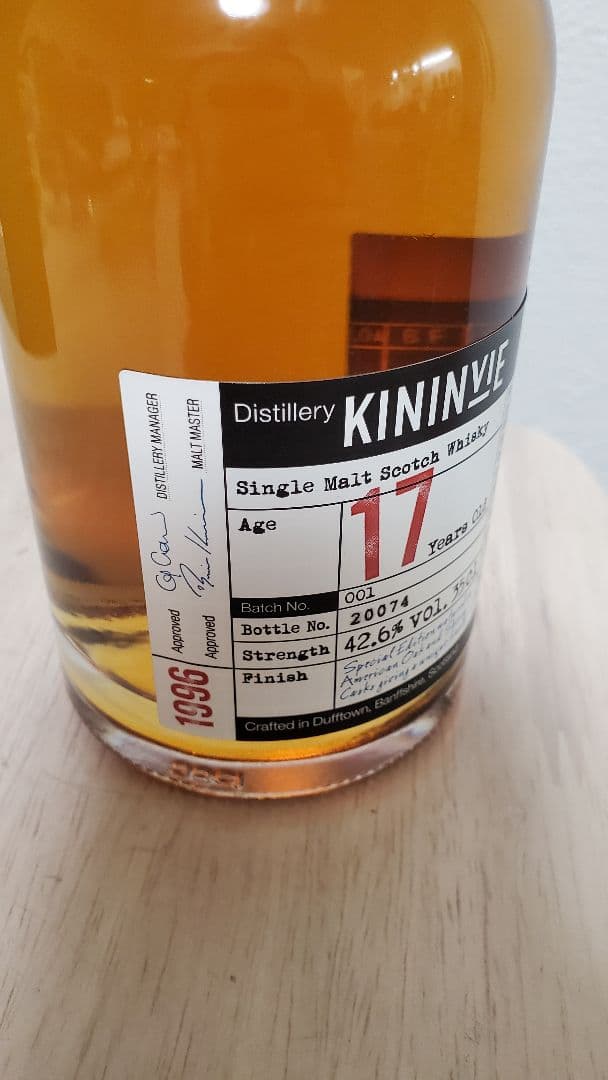 Distillery KININVIE
Single Malt Scotch Whisky
Age 17 Years Old
Batch No. 001
Bottle No. 20074
Strength 42.6% VOL. 35cl
Finish Special Edition
American Oak and
Casks giving a
Crafted in Dufftown, Banffshire,
1996
Approved DISTILLERY MANAGER
Approved MALT MASTER